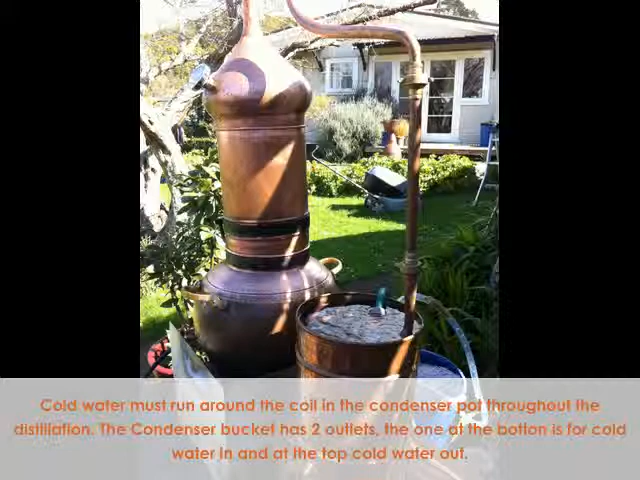 Cold water must run around the coil in the condenser pot throughout the
distillation. The Condenser bucket has 2 outlets, the one at the botton is for cold
water in and at the top cold water out.